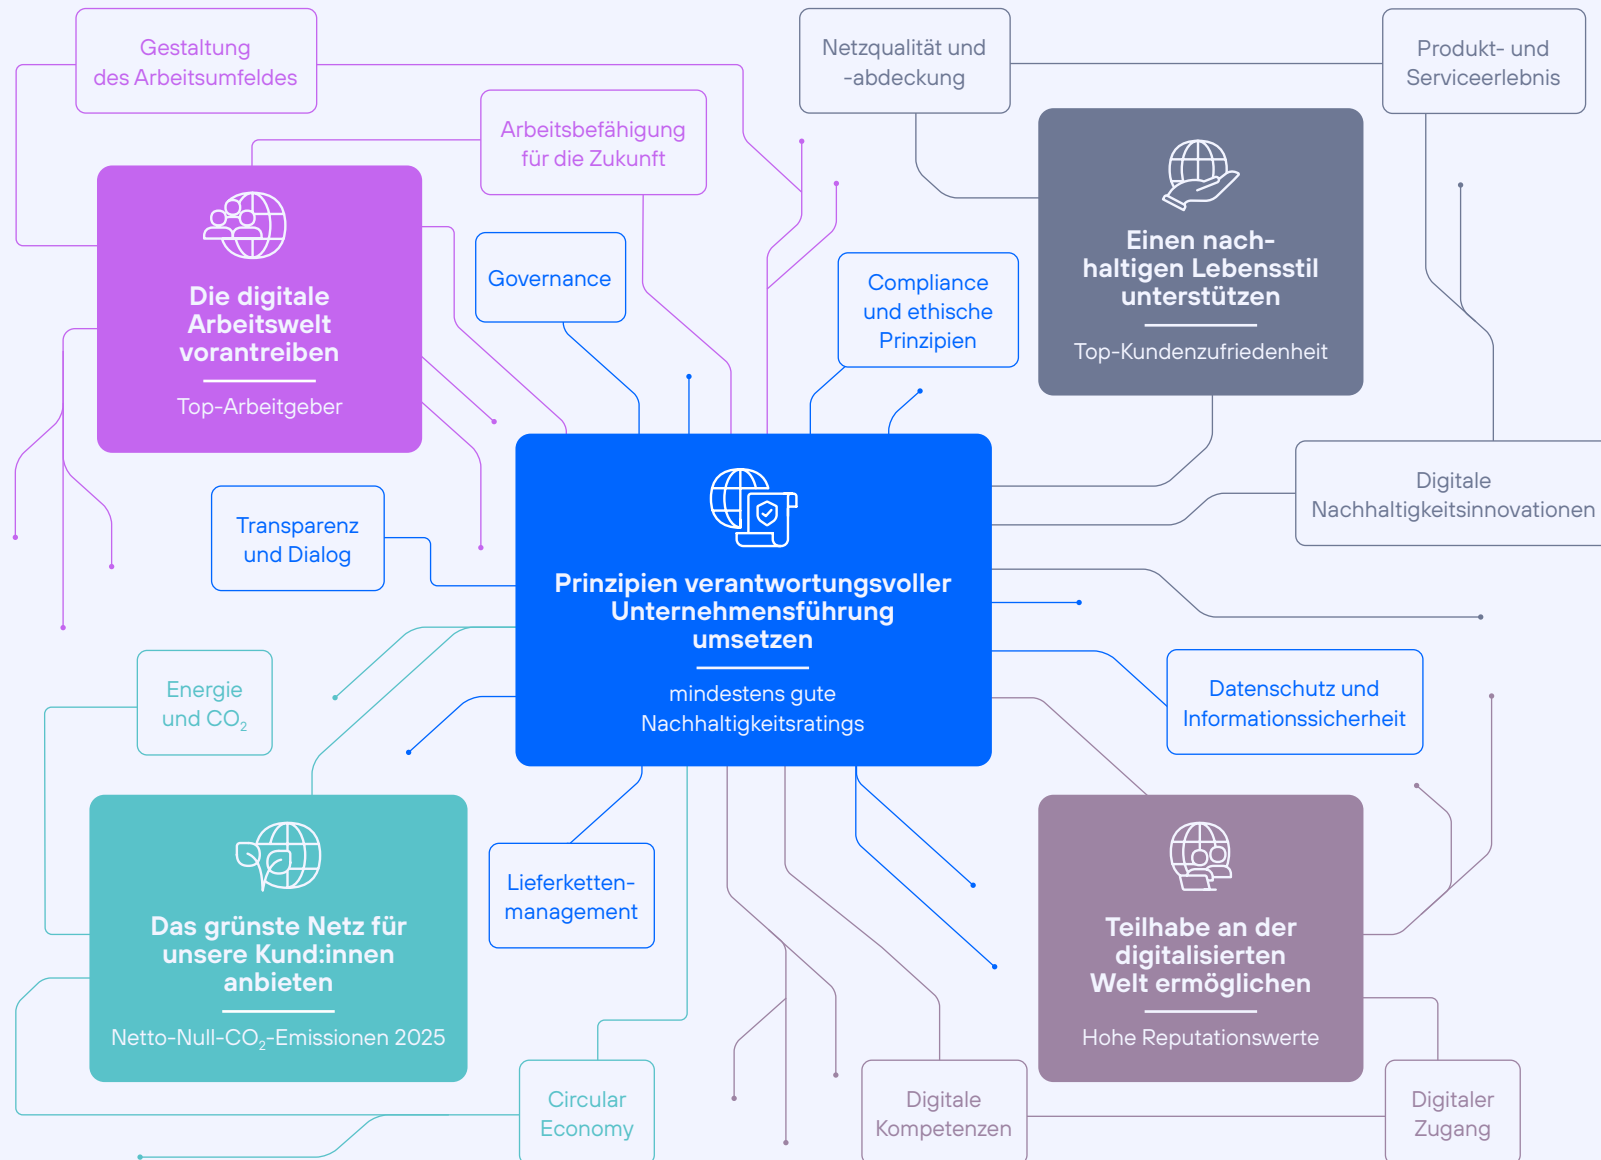 Gestaltung
des Arbeitsumfeldes
Netzqualität und
-abdeckung
Produkt- und
Serviceerlebnis
Arbeitsbefähigung
für die Zukunft
Die digitale
Arbeitswelt
vorantreiben
Top-Arbeitgeber
Governance
Compliance
und ethische
Prinzipien
Einen nach-
haltigen Lebensstil
unterstützen
Top-Kundenzufriedenheit
Transparenz
und Dialog
Prinzipien verantwortungsvoller
Unternehmensführung
umsetzen
mindestens gute
Nachhaltigkeitsratings
Digitale
Nachhaltigkeitsinnovationen
Energie
und CO₂
Datenschutz und
Informationssicherheit
Das grünste Netz für
unsere Kund:innen
anbieten
Netto-Null-CO₂-Emissionen 2025
Lieferketten-
management
Teilhabe an der
digitalisierten
Welt ermöglichen
Hohe Reputationswerte
Circular
Economy
Digitale
Kompetenzen
Digitaler
Zugang